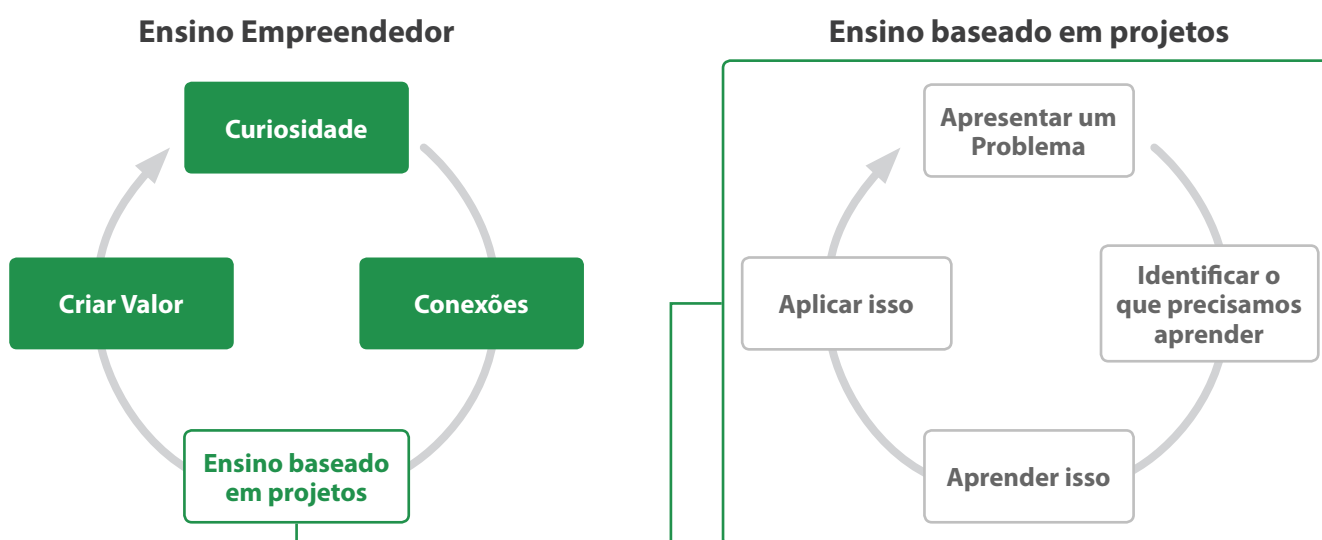 Ensino Empreendedor
Curiosidade
Criar Valor
Conexões
Ensino baseado
em projetos
Ensino baseado em projetos
Apresentar um
Problema
Aplicar isso
Identificar o
que precisamos
aprender
Aprender isso